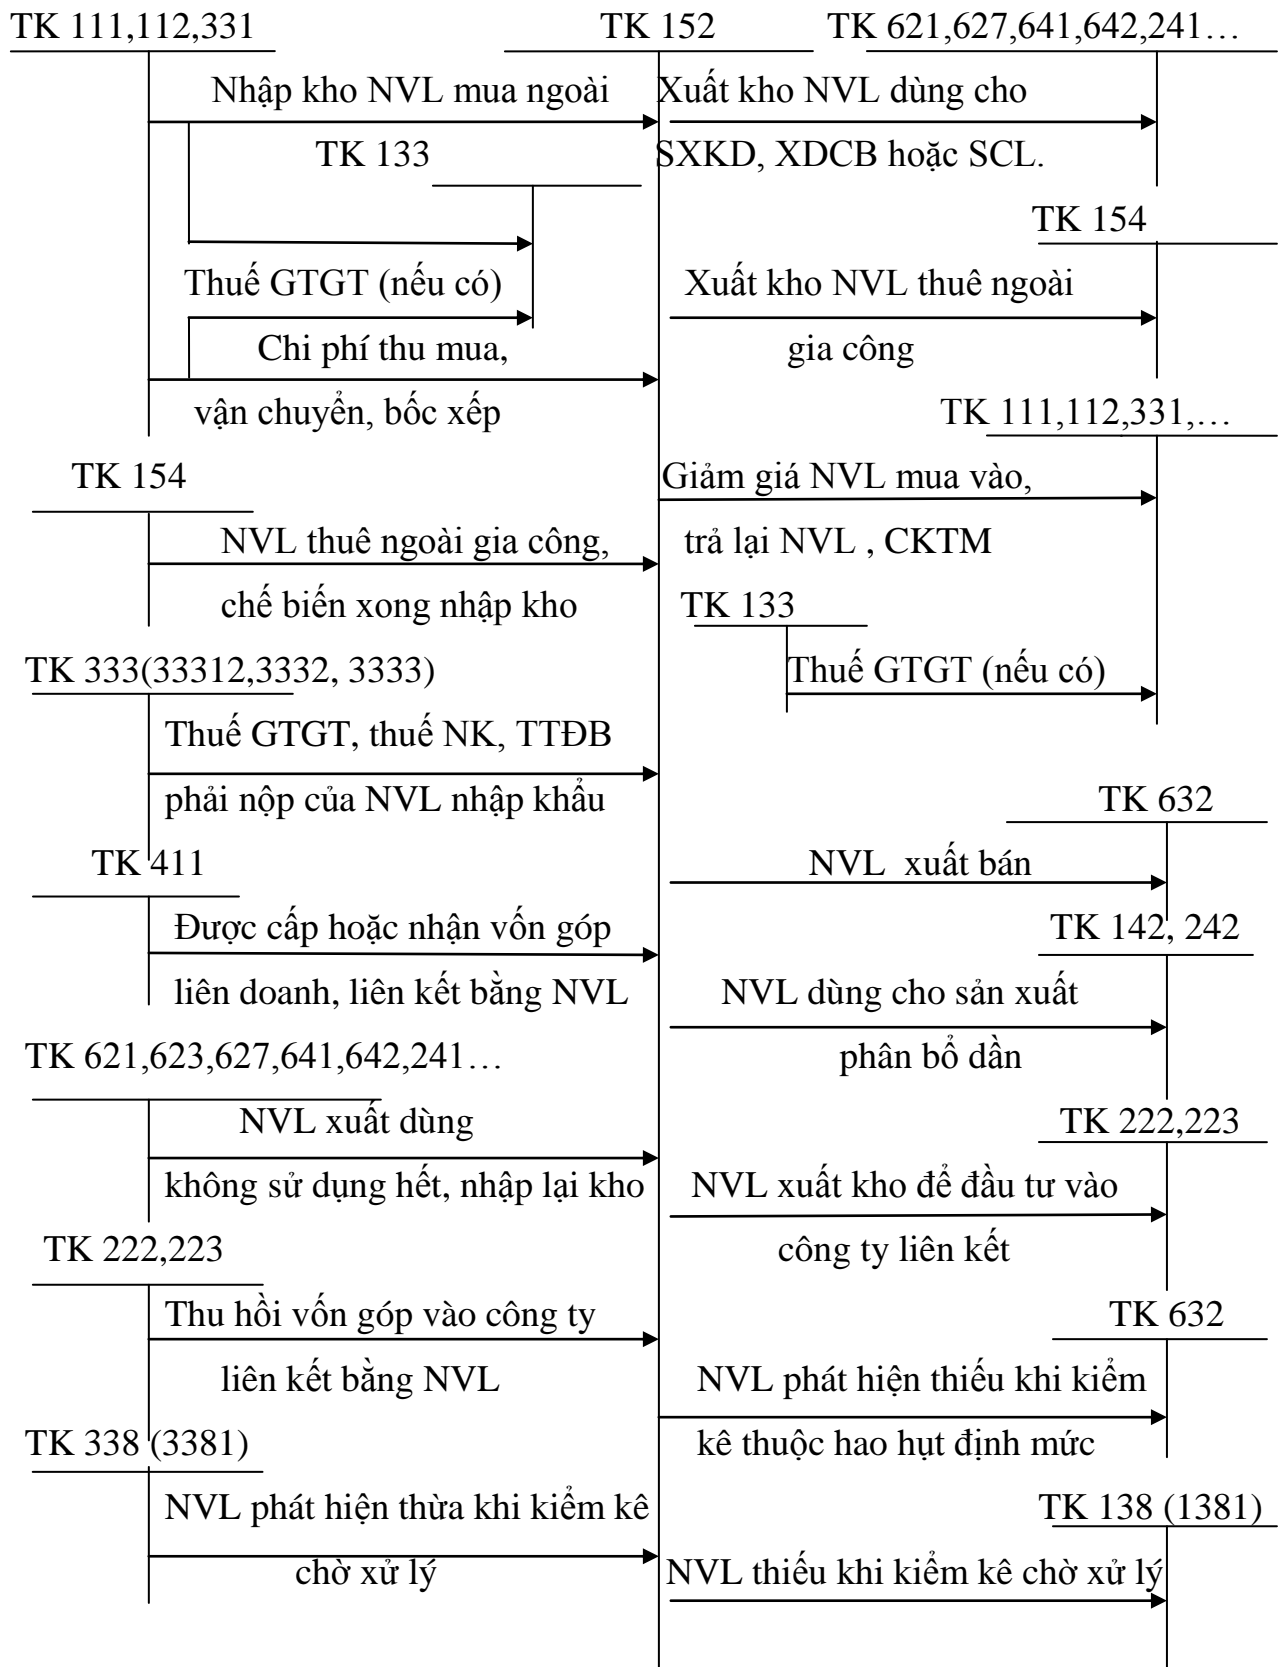 TK 111,112,331
TK 152
TK 621,627,641,642,241…
Nhập kho NVL mua ngoài
Xuất kho NVL dùng cho
TK 133
SXKD, XDCB hoặc SCL.
TK 154
Thuế GTGT (nếu có)
Xuất kho NVL thuê ngoài
Chi phí thu mua,
gia công
vận chuyển, bốc xếp
TK 111,112,331,…
TK 154
Giảm giá NVL mua vào,
NVL thuê ngoài gia công,
trả lại NVL , CKTM
chế biến xong nhập kho
TK 133
TK 333(33312,3332, 3333)
Thuế GTGT (nếu có)
Thuế GTGT, thuế NK, TTĐB
phải nộp của NVL nhập khẩu
TK 632
TK 411
NVL  xuất bán
Được cấp hoặc nhận vốn góp
TK 142, 242
liên doanh, liên kết bằng NVL
NVL dùng cho sản xuất
TK 621,623,627,641,642,241…
phân bổ dần
NVL xuất dùng
TK 222,223
không sử dụng hết, nhập lại kho
NVL xuất kho để đầu tư vào
TK 222,223
công ty liên kết
Thu hồi vốn góp vào công ty
TK 632
liên kết bằng NVL
NVL phát hiện thiếu khi kiểm
TK 338 (3381)
kê thuộc hao hụt định mức
NVL phát hiện thừa khi kiểm kê
TK 138 (1381)
chờ xử lý
NVL thiếu khi kiểm kê chờ xử lý